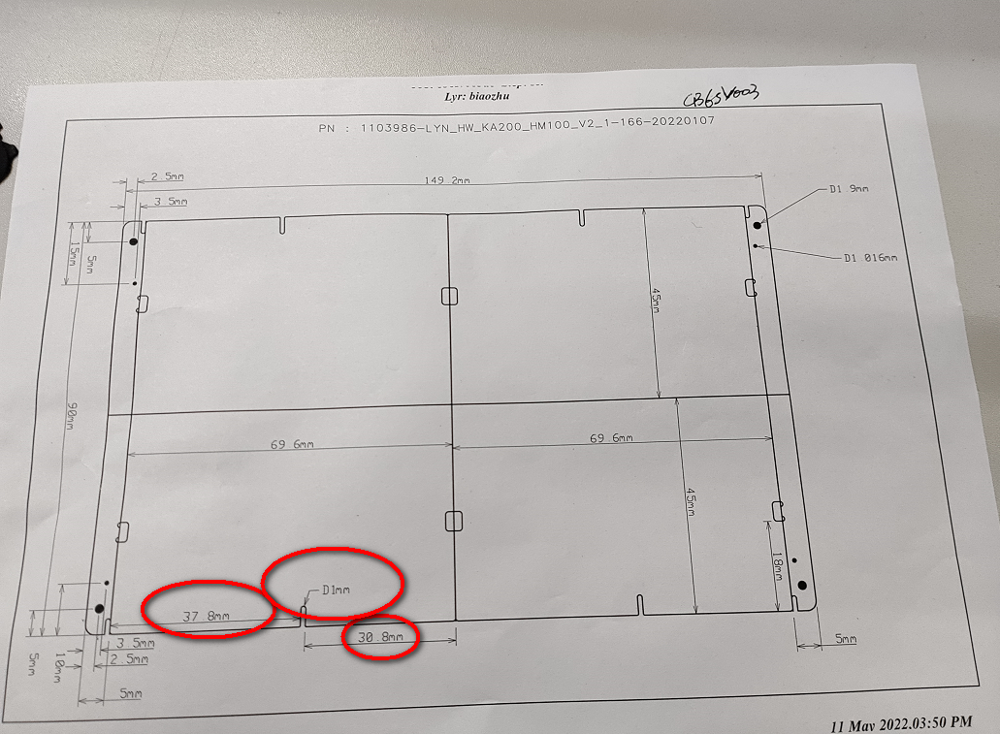 Lyr: biaozhu
CB65V003
PN : 1103986-LYN_HW_KA200_HM100_V2_1-166-20220107
2.5mm
149.2mm
3.5mm
D1.9mm
15mm
5mm
D1.016mm
45mm
90mm
69.6mm
69.6mm
45mm
18mm
D1mm
37.8mm
30.8mm
3.5mm
5mm
2.5mm
5mm
10mm
5mm
11 May 2022,03:50 PM